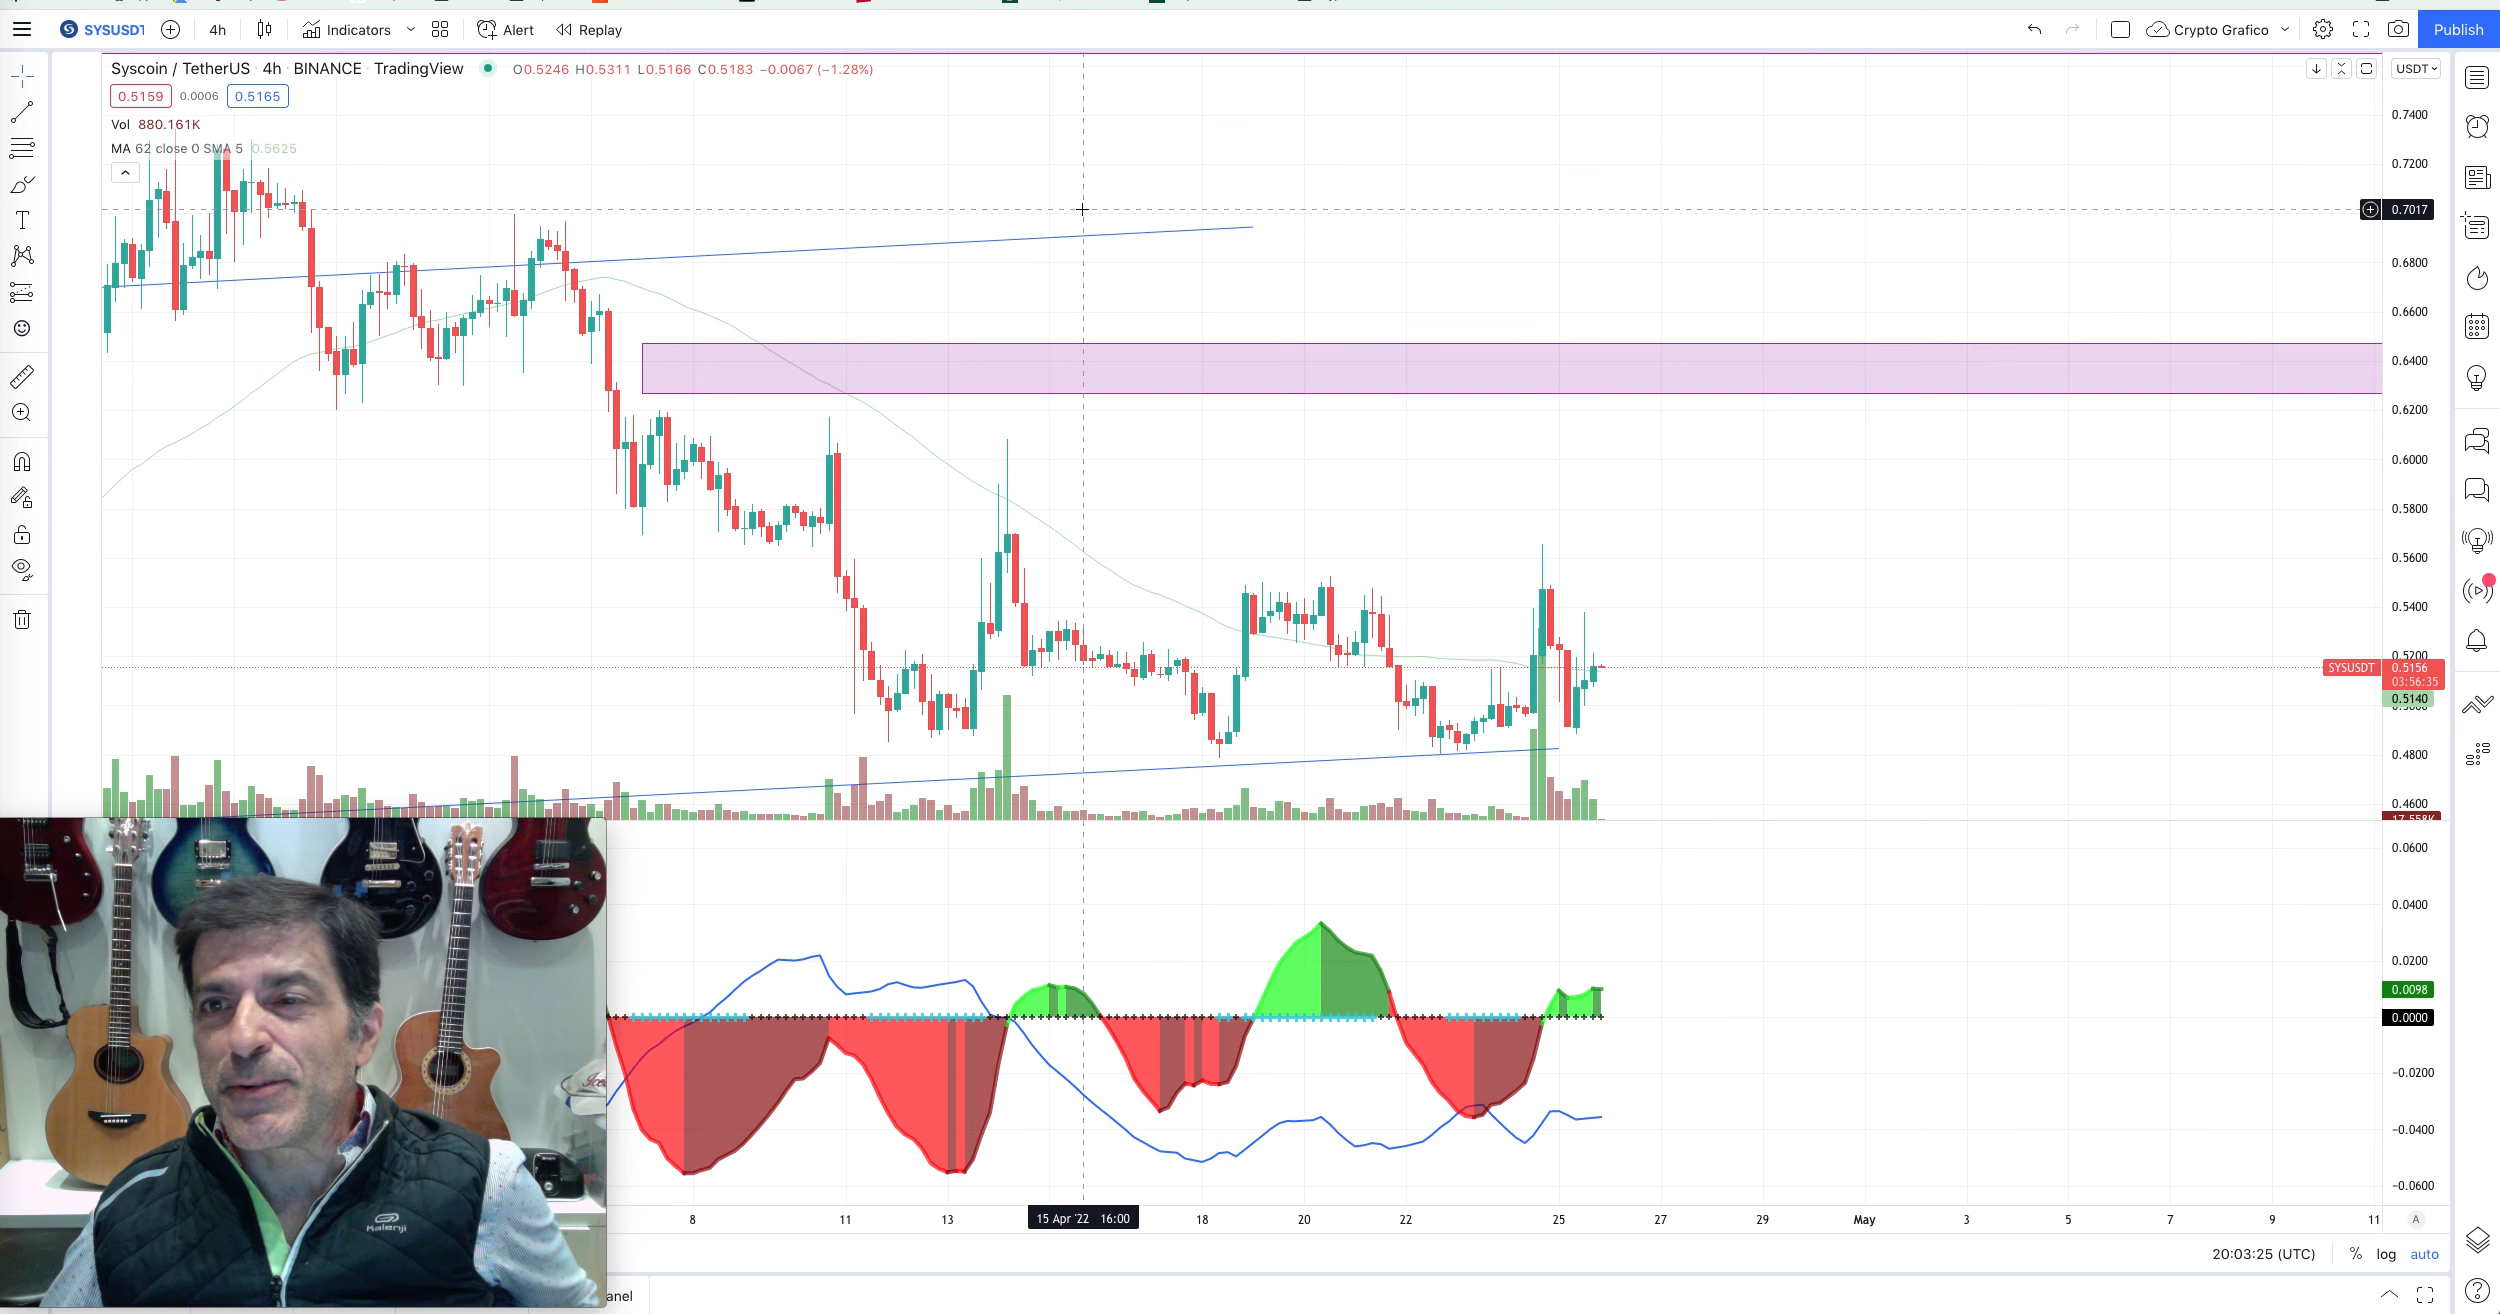 SYSUSDT
4h
Indicators
Alert
Replay
Crypto Grafico
Publish
Syscoin / TetherUS · 4h · BINANCE · TradingView
O0.5246 H0.5311 L0.5166 C0.5183 −0.0067 (−1.28%)
USDT
0.5159 0.0006 0.5165
Vol 880.161K
MA 62 close 0 SMA 5 0.5625
0.7400
0.7200
0.7017
0.6800
0.6600
0.6400
0.6200
0.6000
0.5800
0.5600
0.5400
0.5200
SYSUSDT 0.5156
03:56:35
0.5140
0.4800
0.4600
17.558K
0.0600
0.0400
0.0200
0.0098
0.0000
−0.0200
−0.0400
−0.0600
8 11 13 15 Apr '22 16:00 18 20 22 25 27 29 May 3 5 7 9 11 A
Kalenji
20:03:25 (UTC) % log auto
anel